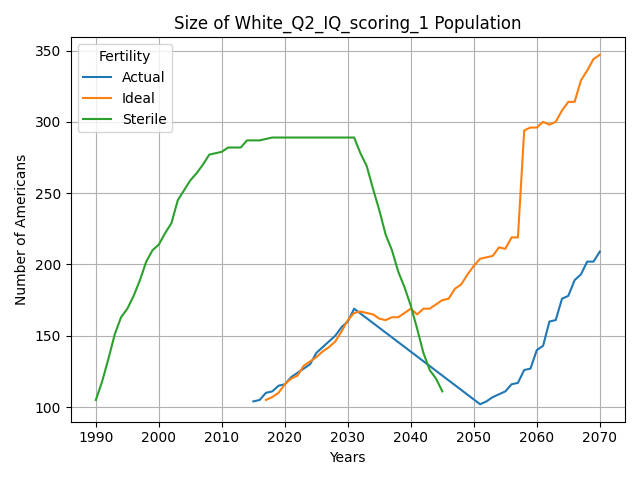 Size of White_Q2_IQ_scoring_1 Population
Fertility
Actual
Ideal
Sterile
Number of Americans
350
300
250
200
150
100
1990 2000 2010 2020 2030 2040 2050 2060 2070
Years